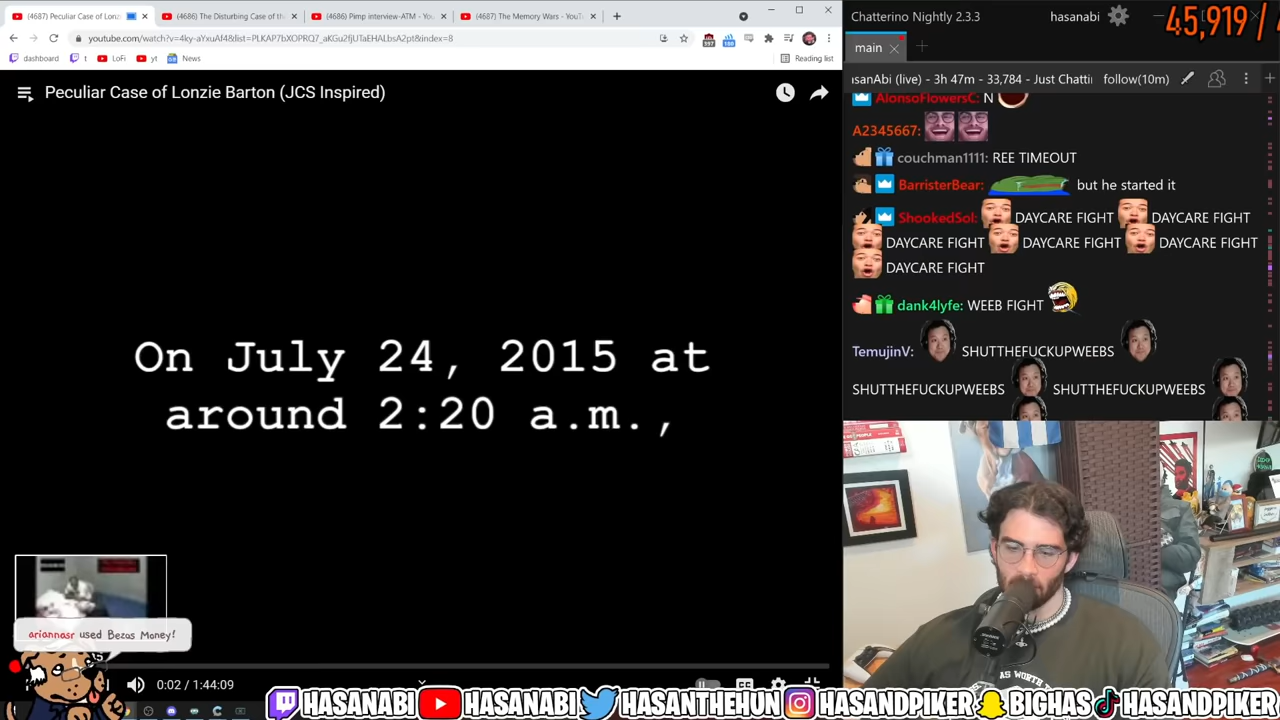 (4687) Peculiar Case of Lonzie
(4686) The Disturbing Case of th
(4686) Pimp interview-ATM - YouT
(4687) The Memory Wars - YouT
youtube.com/watch?v=4ky-aYxuAf4&list=PLKAP7bXOPRQ7_aKGu2fjUTaEHALbsA2pt&index=8
dashboard
t
LoFi
yt
News
Reading list
Peculiar Case of Lonzie Barton (JCS Inspired)
On July 24, 2015 at
around 2:20 a.m.,
ariannasr used Bezos Money!
0:02 / 1:44:09
Chatterino Nightly 2.3.3
hasanabi
45,919 /
main
asanAbi (live) - 3h 47m - 33,784 - Just Chatti
follow(10m)
AlonsoFlowersC: N
A2345667:
couchman1111: REE TIMEOUT
BarristerBear: but he started it
ShookedSol: DAYCARE FIGHT DAYCARE FIGHT
DAYCARE FIGHT DAYCARE FIGHT DAYCARE FIGHT
DAYCARE FIGHT
dank4lyfe: WEEB FIGHT
TemujinV: SHUTTHEFUCKUPWEEBS
SHUTTHEFUCKUPWEEBS SHUTTHEFUCKUPWEEBS
HASANABI HASANABI HASANTHEHUN HASANDPIKER BIGHAS HASANDPIKER